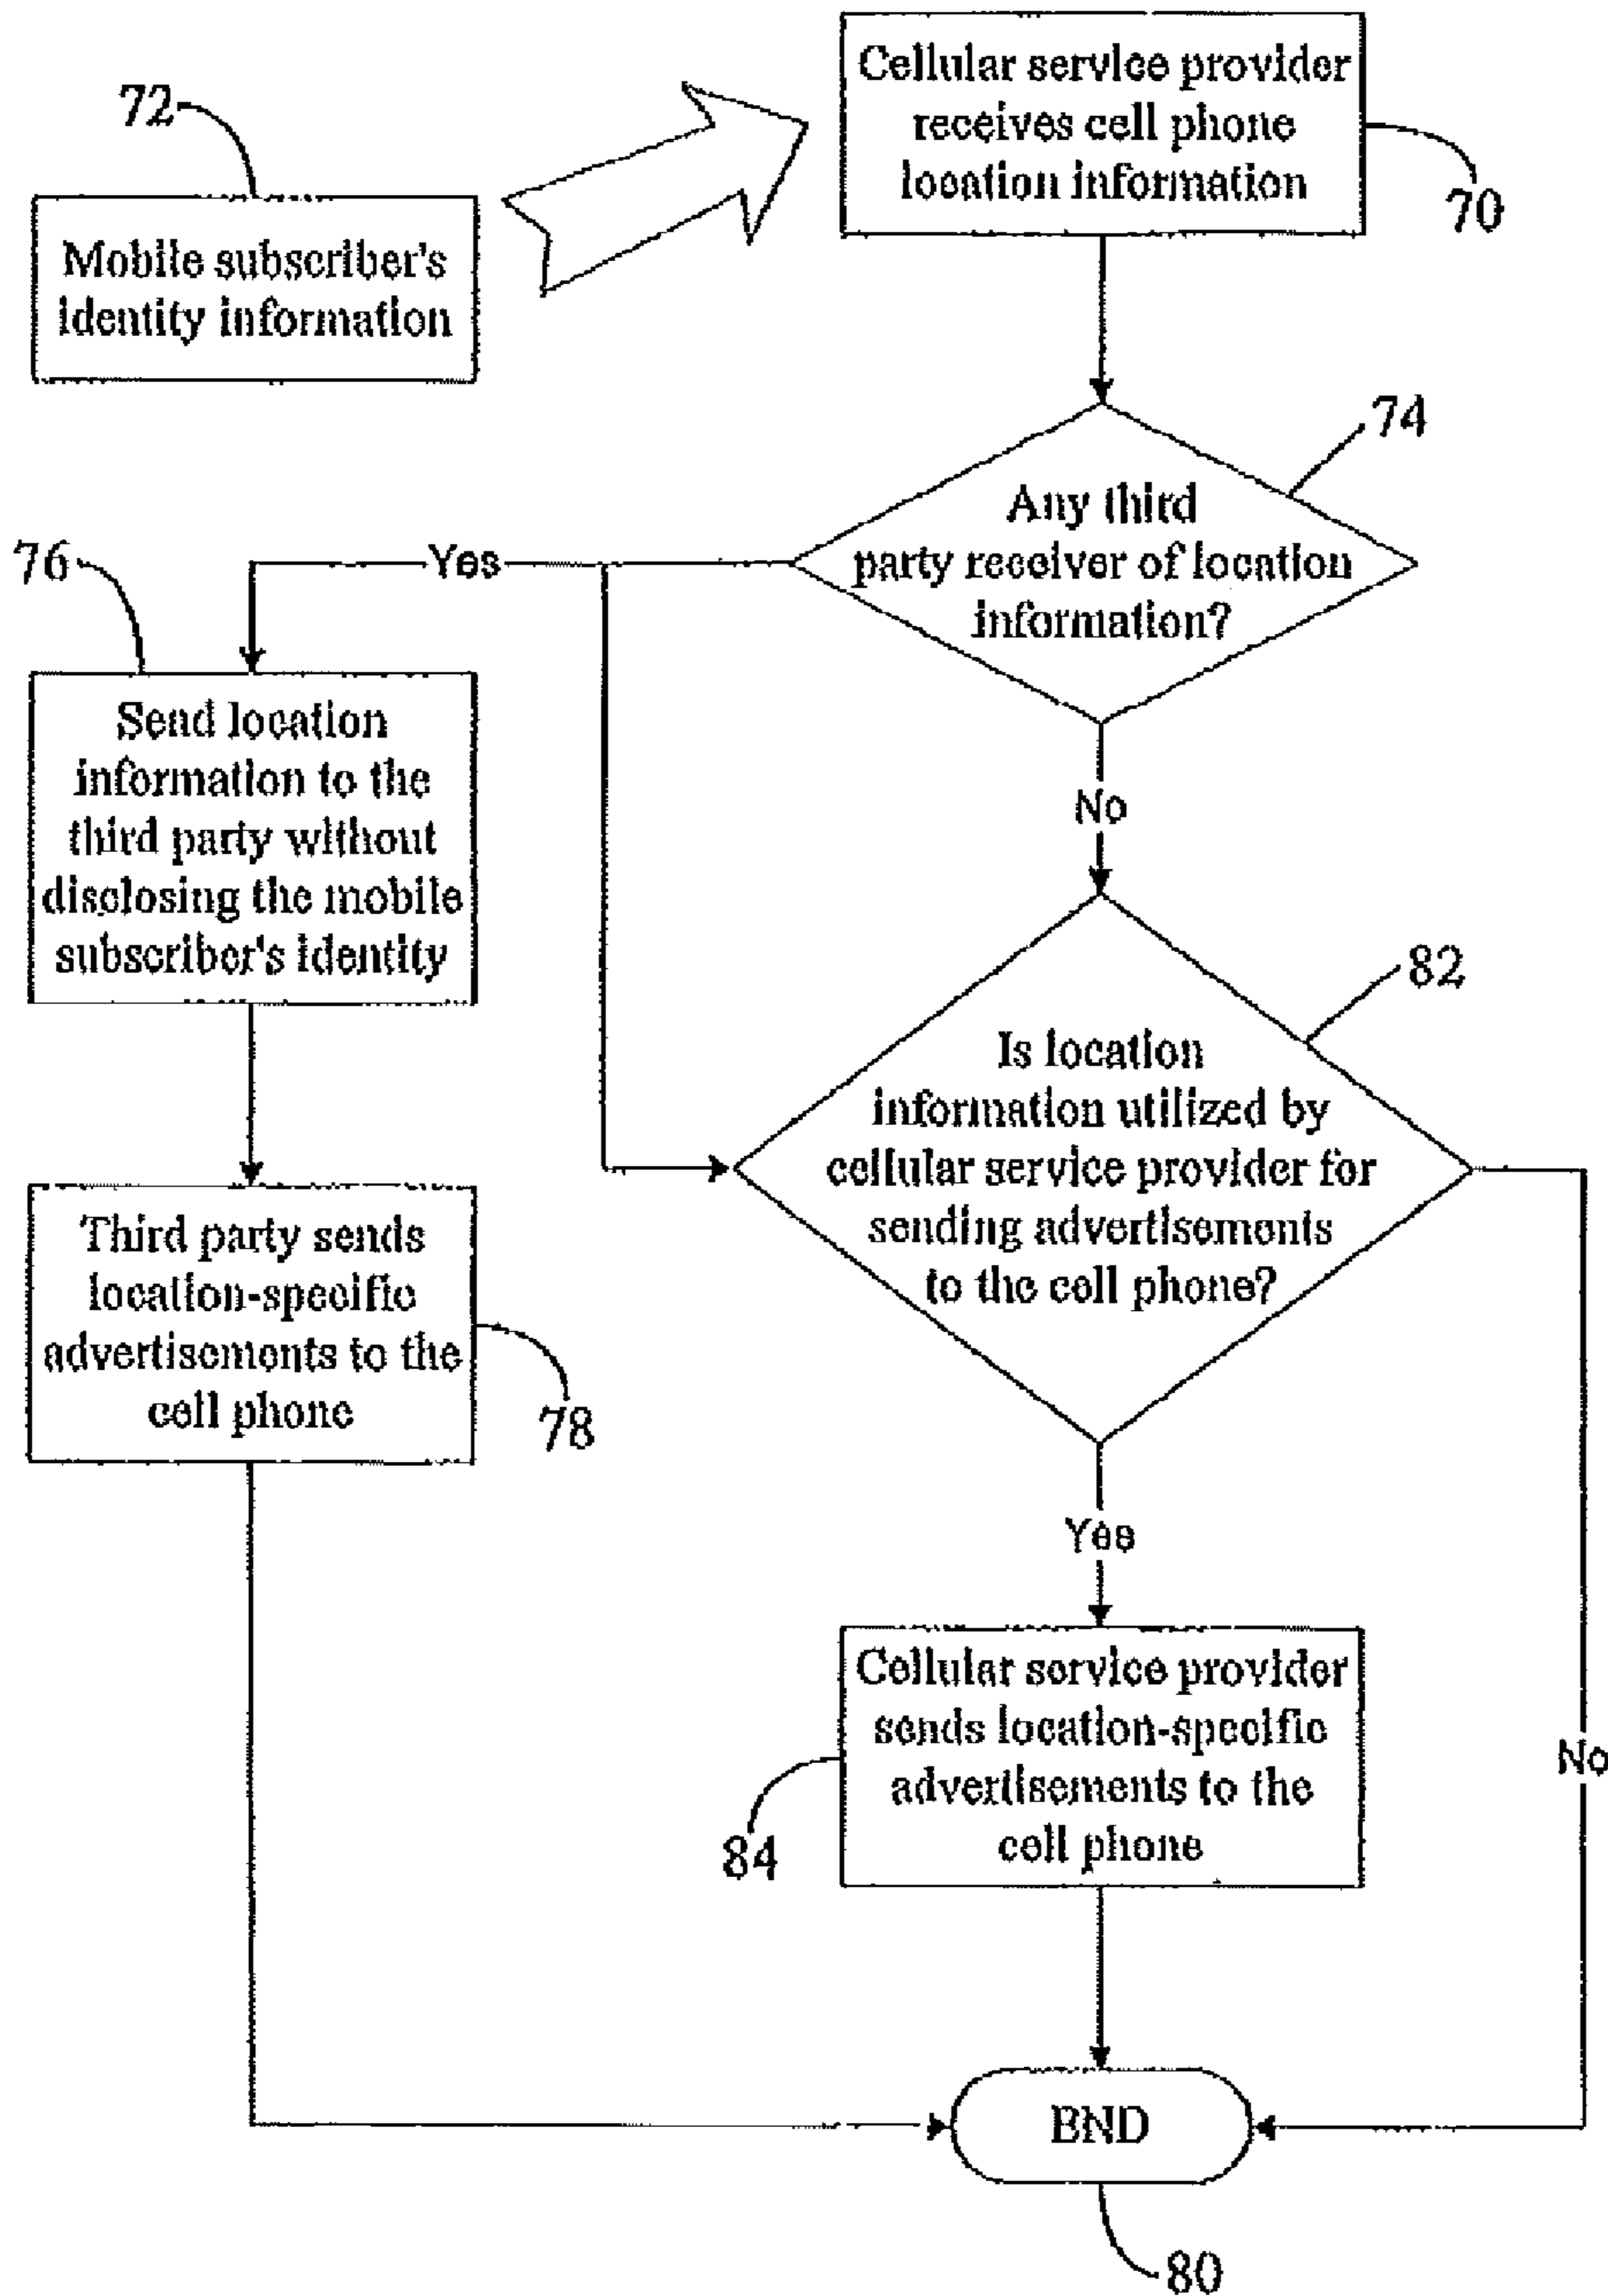 Cellular service provider
receives cell phone
location information
70
72
Mobile subscriber's
identity information
74
Any third
party receiver of location
information?
Yes
No
76
Send location
information to the
third party without
disclosing the mobile
subscriber's identity
82
Is location
information utilized by
cellular service provider for
sending advertisements
to the cell phone?
Third party sends
location-specific
advertisements to the
cell phone
78
Yes
No
Cellular service provider
sends location-specific
advertisements to the
cell phone
84
END
80